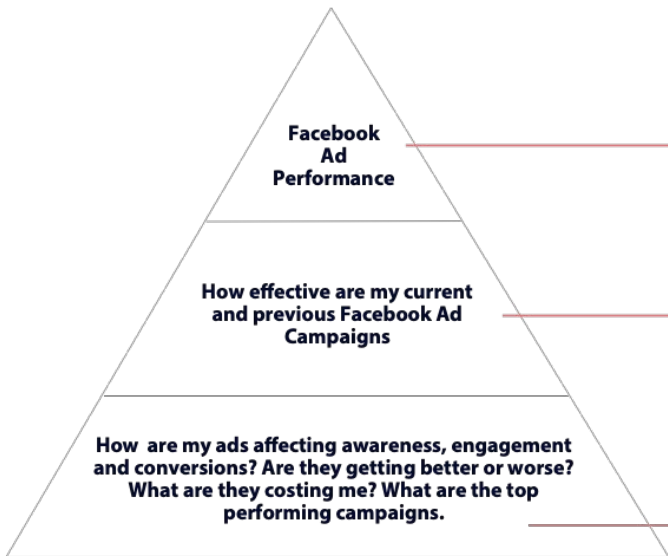 Facebook
Ad
Performance
How effective are my current
and previous Facebook Ad
Campaigns
How are my ads affecting awareness, engagement
and conversions? Are they getting better or worse?
What are they costing me? What are the top
performing campaigns.